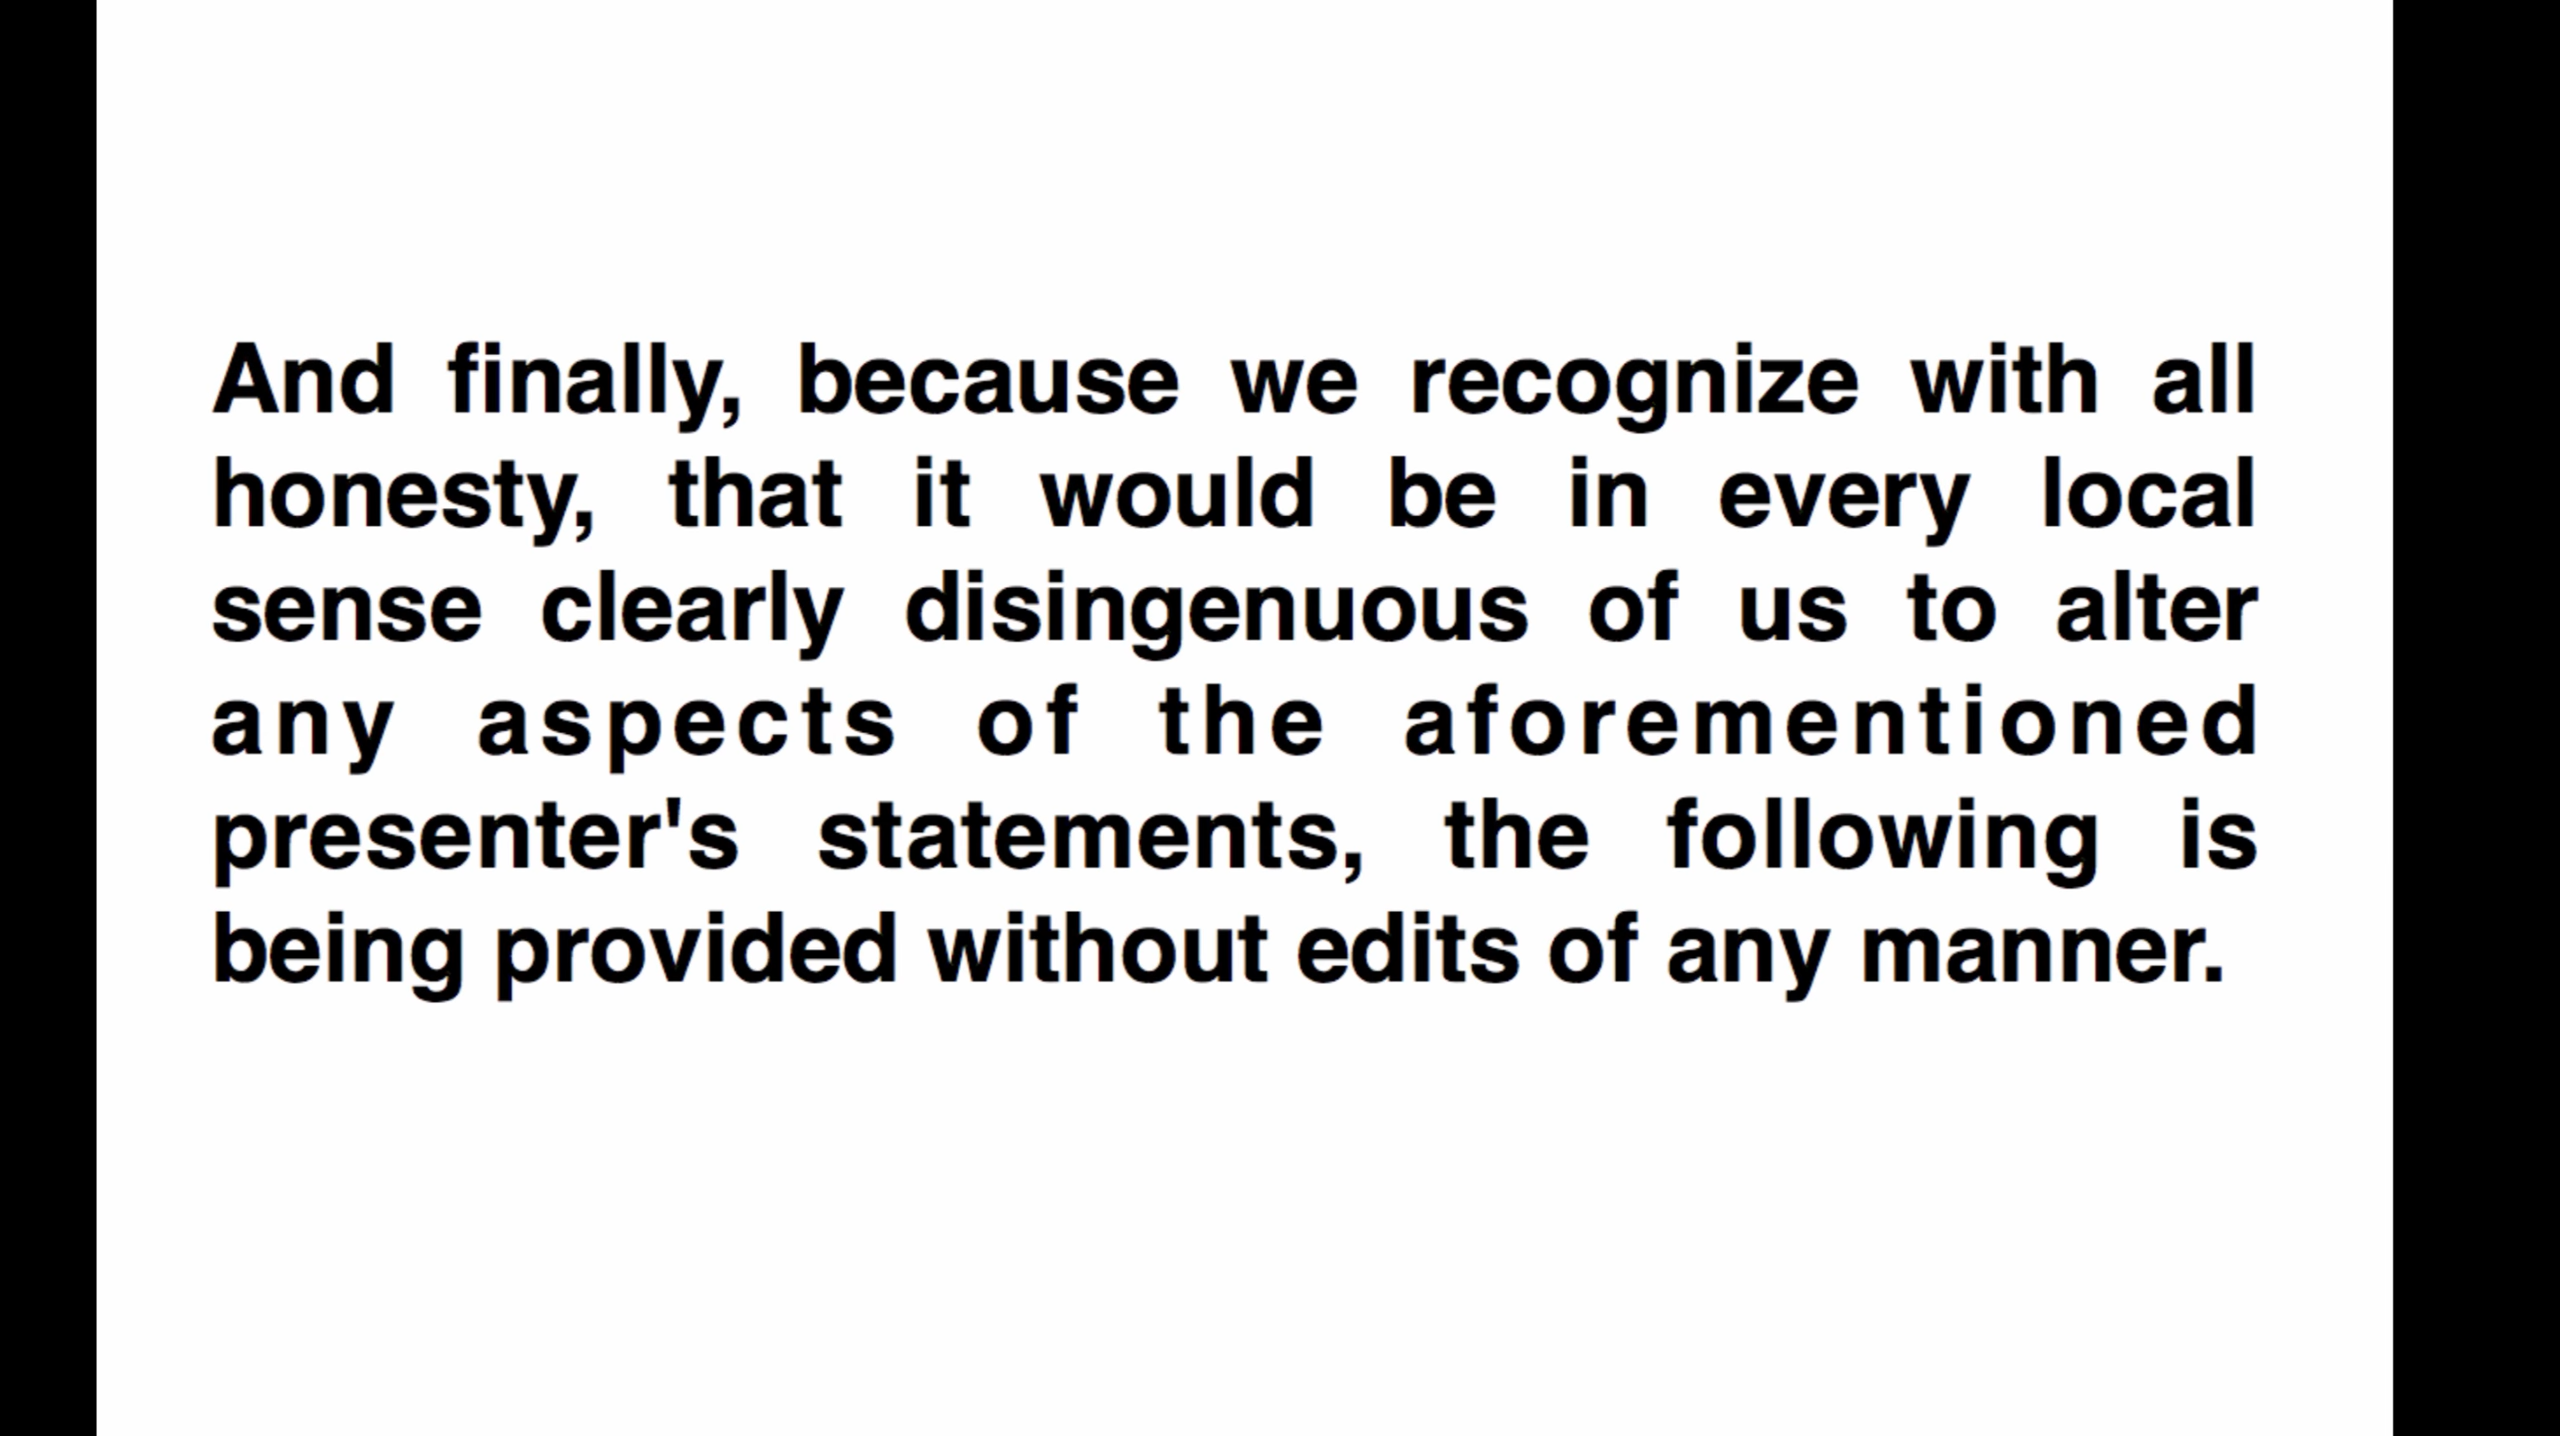 And finally, because we recognize with all
honesty, that it would be in every local
sense clearly disingenuous of us to alter
any aspects of the aforementioned
presenter's statements, the following is
being provided without edits of any manner.